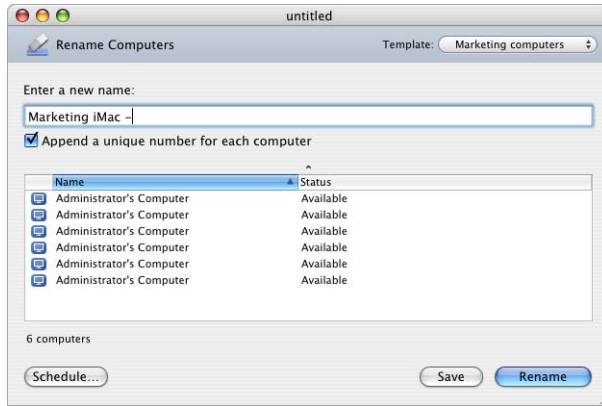 untitled
Rename Computers Template: Marketing computers
Enter a new name:
Marketing iMac –
Append a unique number for each computer
Name Status
Administrator's Computer Available
Administrator's Computer Available
Administrator's Computer Available
Administrator's Computer Available
Administrator's Computer Available
Administrator's Computer Available
6 computers
Schedule... Save Rename